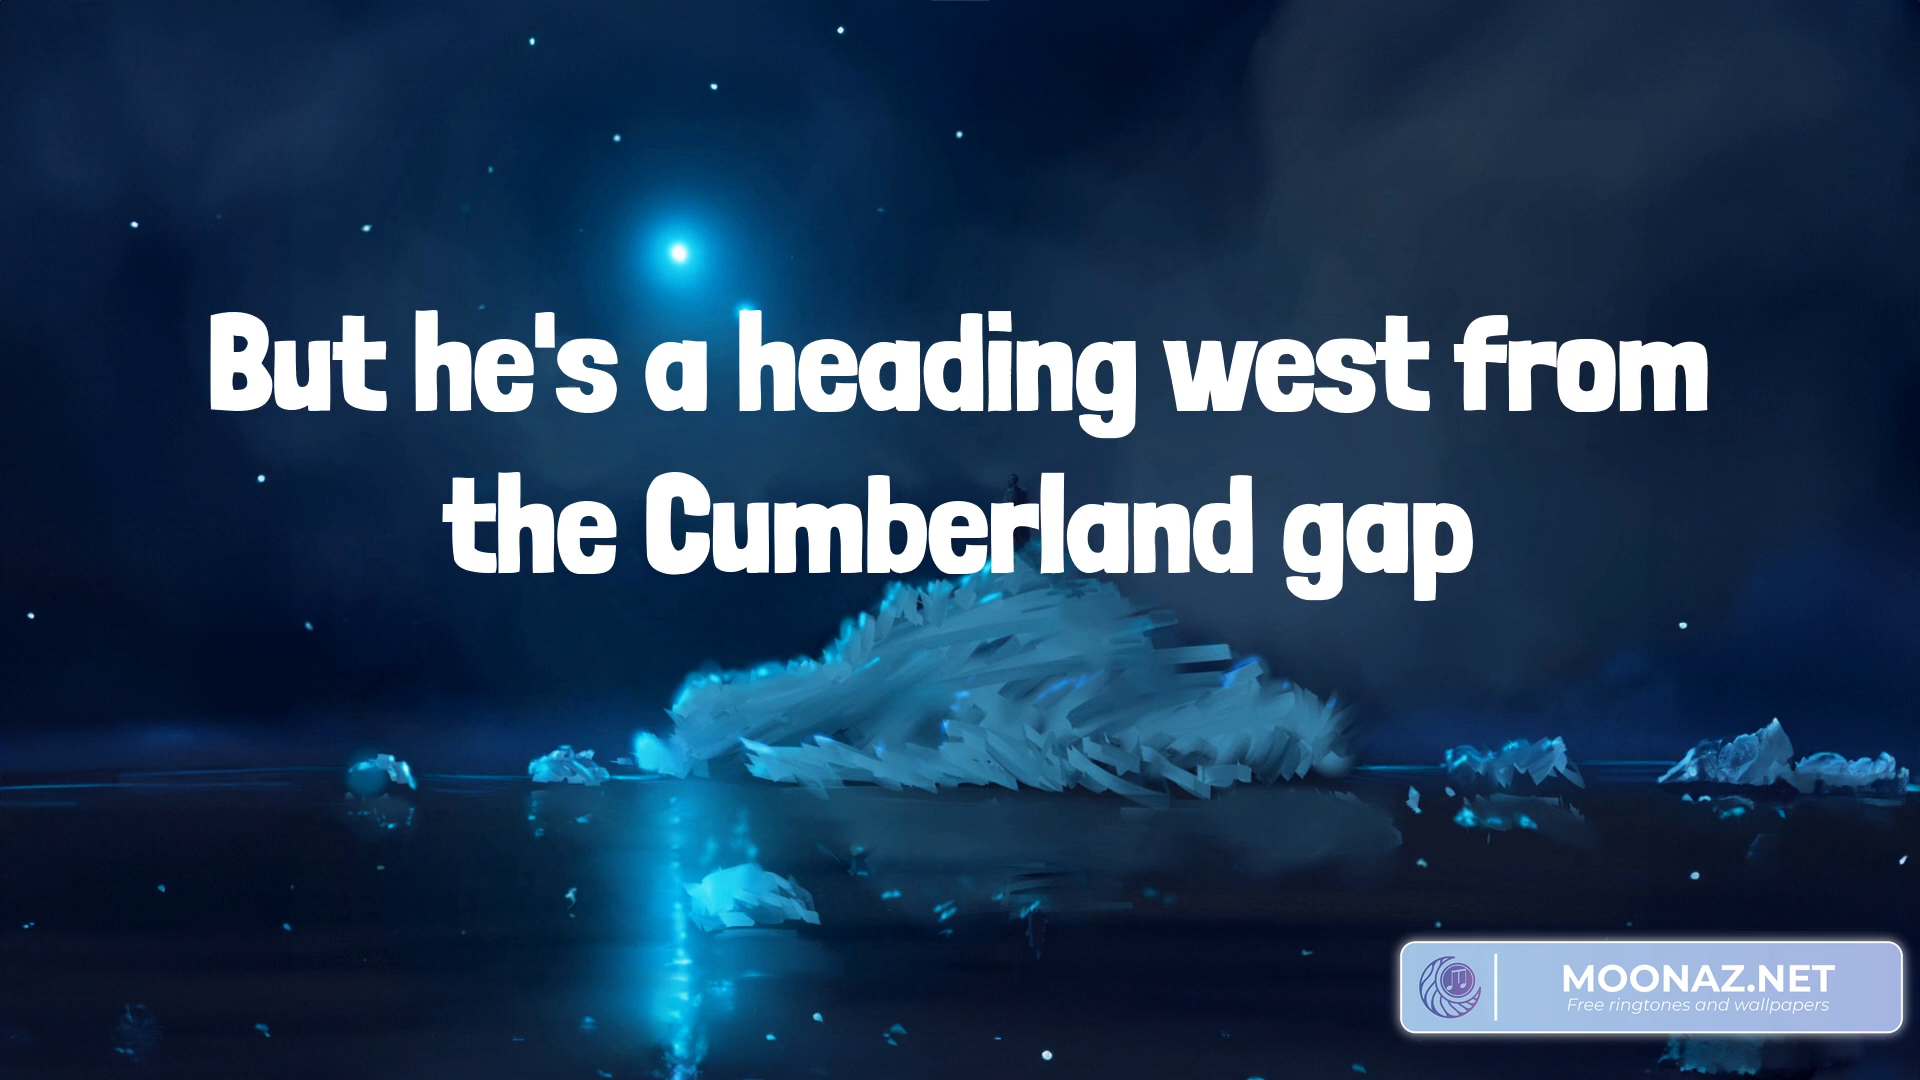 But he's a heading west from
the Cumberland gap
MOONAZ.NET
Free ringtones and wallpapers